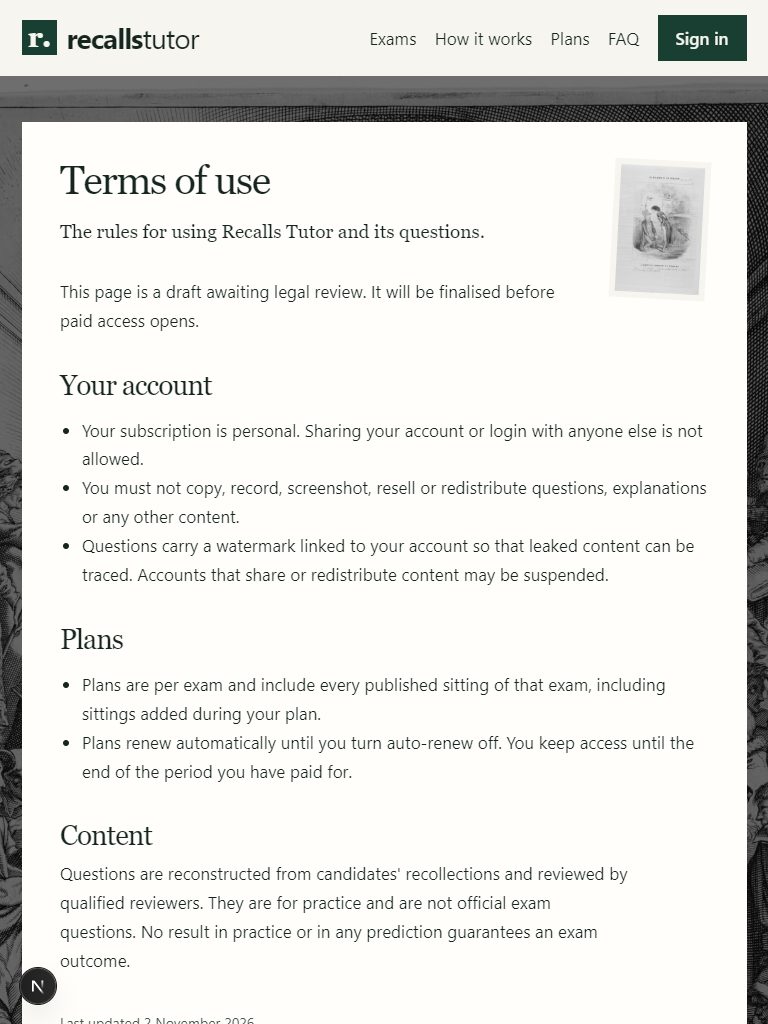 r. recallstutor
Exams How it works Plans FAQ Sign in
Terms of use
The rules for using Recalls Tutor and its questions.
This page is a draft awaiting legal review. It will be finalised before
paid access opens.
Your account
• Your subscription is personal. Sharing your account or login with anyone else is not
allowed.
• You must not copy, record, screenshot, resell or redistribute questions, explanations
or any other content.
• Questions carry a watermark linked to your account so that leaked content can be
traced. Accounts that share or redistribute content may be suspended.
Plans
• Plans are per exam and include every published sitting of that exam, including
sittings added during your plan.
• Plans renew automatically until you turn auto-renew off. You keep access until the
end of the period you have paid for.
Content
Questions are reconstructed from candidates' recollections and reviewed by
qualified reviewers. They are for practice and are not official exam
questions. No result in practice or in any prediction guarantees an exam
outcome.
N
Last updated 2 November 2026